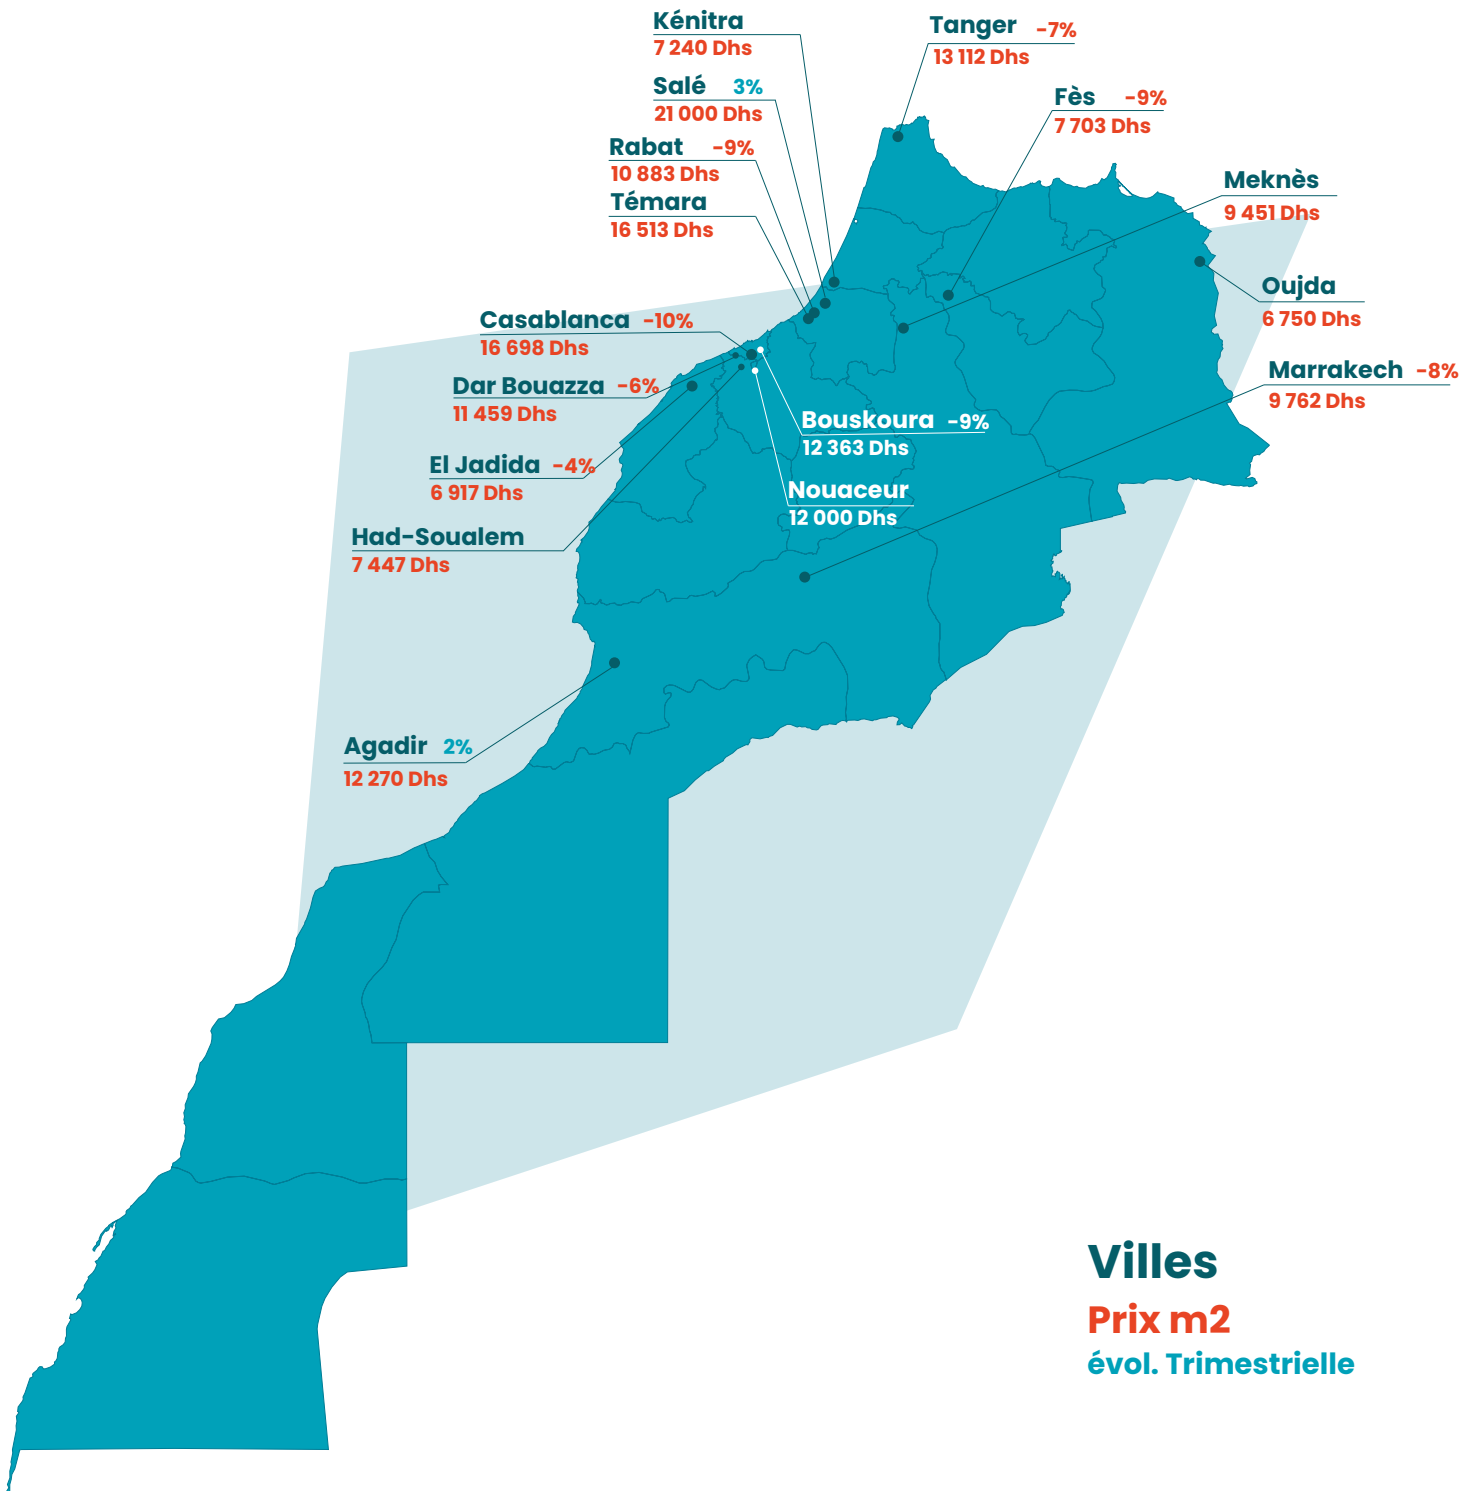 Kénitra
7 240 Dhs
Salé 3%
21 000 Dhs
Rabat -9%
10 883 Dhs
Témara
16 513 Dhs
Tanger -7%
13 112 Dhs
Fès -9%
7 703 Dhs
Meknès
9 451 Dhs
Oujda
6 750 Dhs
Marrakech -8%
9 762 Dhs
Casablanca -10%
16 698 Dhs
Dar Bouazza -6%
11 459 Dhs
El Jadida -4%
6 917 Dhs
Had-Soualem
7 447 Dhs
Bouskoura -9%
12 363 Dhs
Nouaceur
12 000 Dhs
Agadir 2%
12 270 Dhs
Villes
Prix m2
évol. Trimestrielle